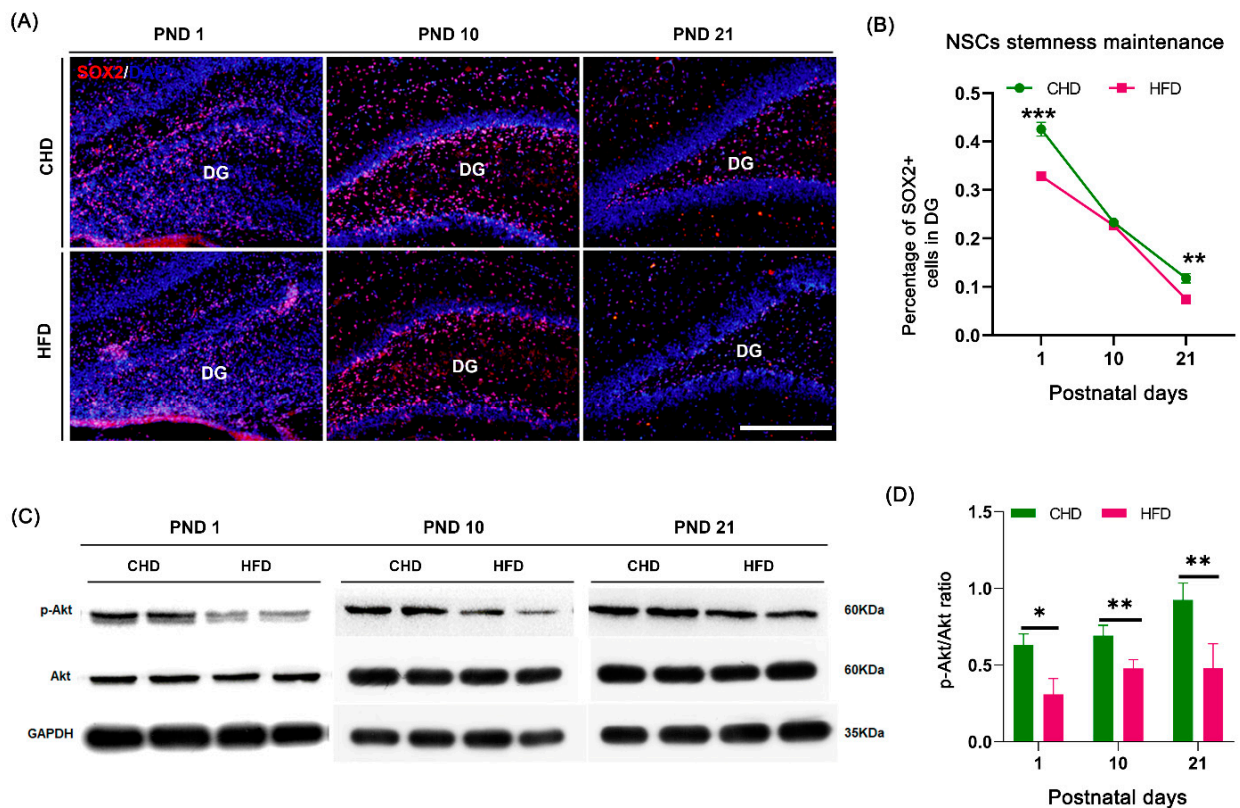 (A)
PND 1
PND 10
PND 21
CHD
SOX2/DAPI
DG
DG
DG
HFD
DG
DG
DG
(B)
NSCs stemness maintenance
CHD
HFD
Percentage of SOX2+
cells in DG
0.5
0.4
0.3
0.2
0.1
0.0
***
**
1
10
21
Postnatal days
(C)
PND 1
PND 10
PND 21
CHD
HFD
CHD
HFD
CHD
HFD
p-Akt
60KDa
Akt
60KDa
GAPDH
35KDa
(D)
CHD
HFD
p-Akt/Akt ratio
1.5
1.0
0.5
0.0
*
**
**
1
10
21
Postnatal days